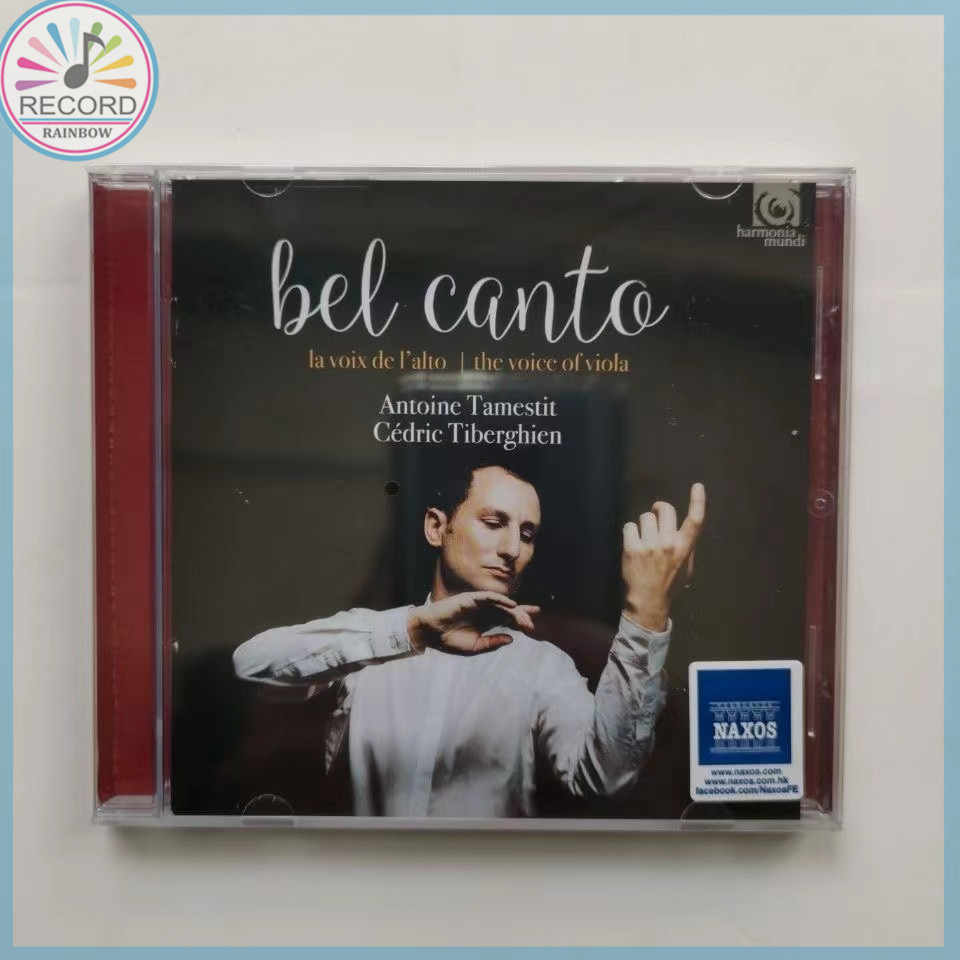 RECORD
RAINBOW
harmonia
mundi
bel canto
la voix de l'alto | the voice of viola
Antoine Tamestit
Cédric Tiberghien
NAXOS
www.naxos.com
www.naxos.com.hk
facebook.com/NaxosFE